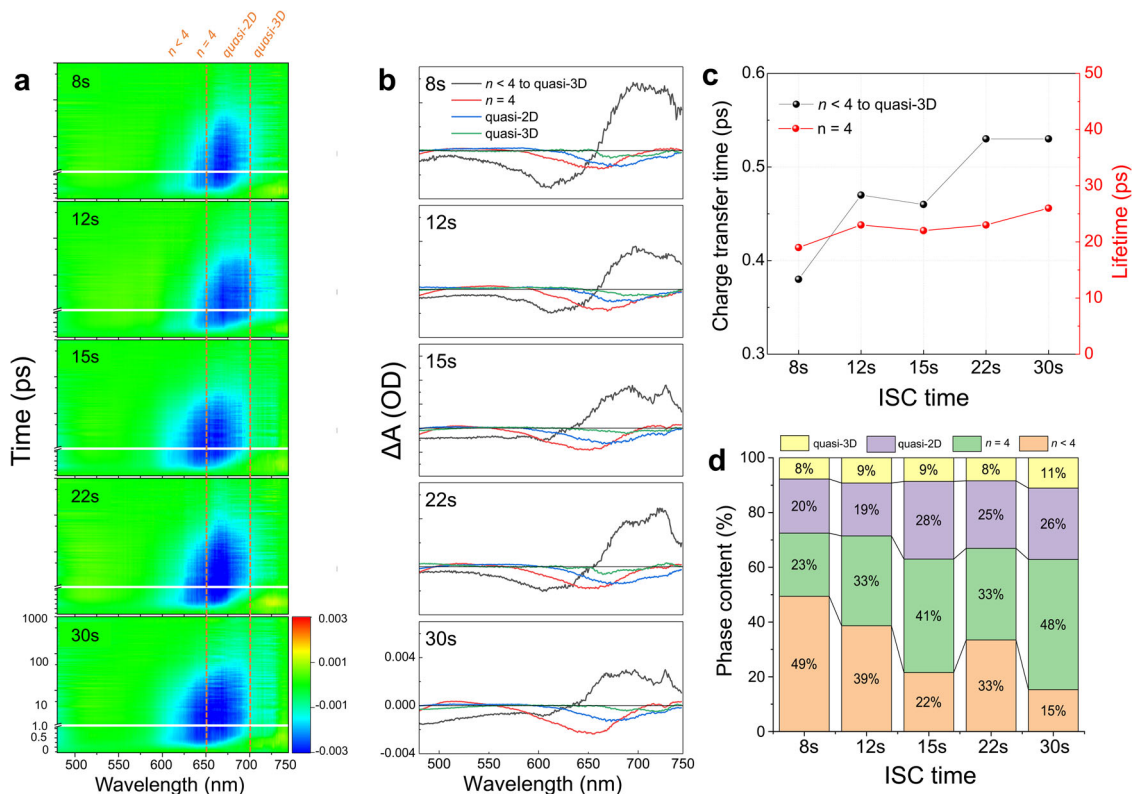 n < 4
n = 4
quasi-2D
quasi-3D
a
8s
12s
15s
22s
30s
Time (ps)
1000
100
10
1.0
0.5
0
0.003
0.001
-0.001
-0.003
500
550
600
650
700
750
Wavelength (nm)
b
8s
n < 4 to quasi-3D
n = 4
quasi-2D
quasi-3D
12s
15s
22s
30s
ΔA (OD)
0.004
0.000
-0.004
500
550
600
650
700
750
Wavelength (nm)
c
n < 4 to quasi-3D
n = 4
Charge transfer time (ps)
0.6
0.5
0.4
0.3
Lifetime (ps)
50
40
30
20
10
0
8s
12s
15s
22s
30s
ISC time
d
quasi-3D
quasi-2D
n = 4
n < 4
Phase content (%)
100
80
60
40
20
0
8% 9% 9% 8% 11%
20% 19% 28% 25% 26%
23% 33% 41% 33% 48%
49% 39% 22% 33% 15%
8s
12s
15s
22s
30s
ISC time